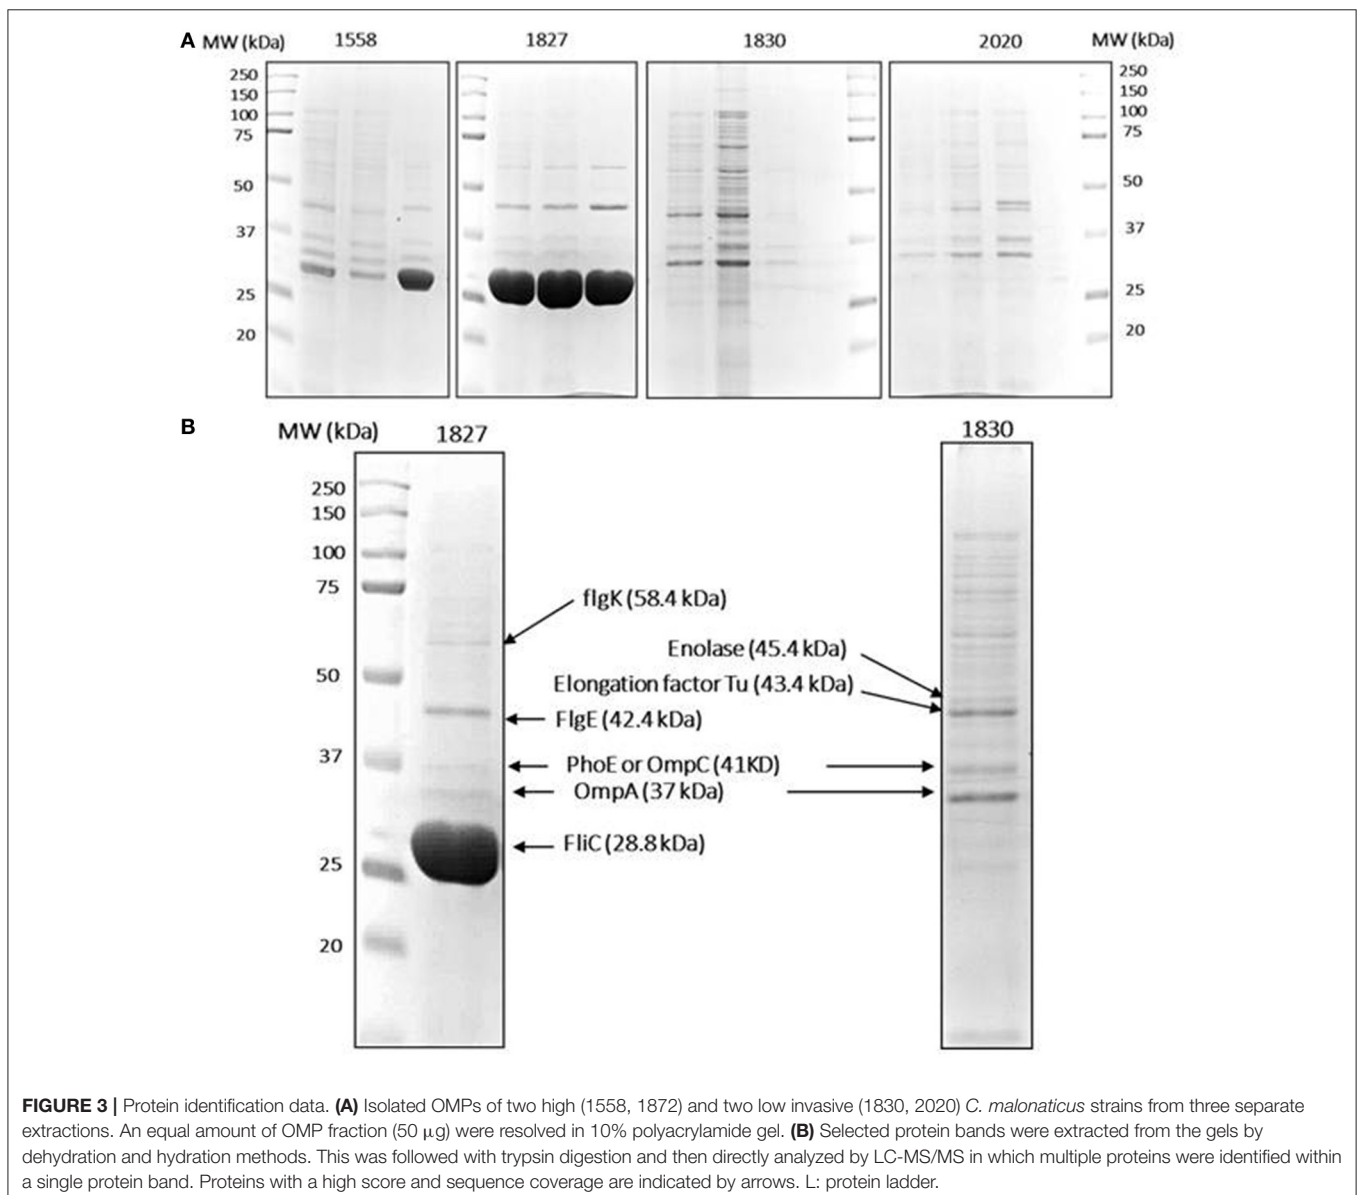 A MW (kDa) 1558 1827 1830 2020 MW (kDa)
250 250
150 150
100 100
75 75
50 50
37 37
25 25
20 20
B MW (kDa) 1827 1830
250
150
100
75
flgK (58.4 kDa)
Enolase (45.4 kDa)
50
Elongation factor Tu (43.4 kDa)
FlgE (42.4 kDa)
37
PhoE or OmpC (41KD)
OmpA (37 kDa)
FliC (28.8 kDa)
25
20
FIGURE 3 | Protein identification data. (A) Isolated OMPs of two high (1558, 1872) and two low invasive (1830, 2020) C. malonaticus strains from three separate
extractions. An equal amount of OMP fraction (50 μg) were resolved in 10% polyacrylamide gel. (B) Selected protein bands were extracted from the gels by
dehydration and hydration methods. This was followed with trypsin digestion and then directly analyzed by LC-MS/MS in which multiple proteins were identified within
a single protein band. Proteins with a high score and sequence coverage are indicated by arrows. L: protein ladder.